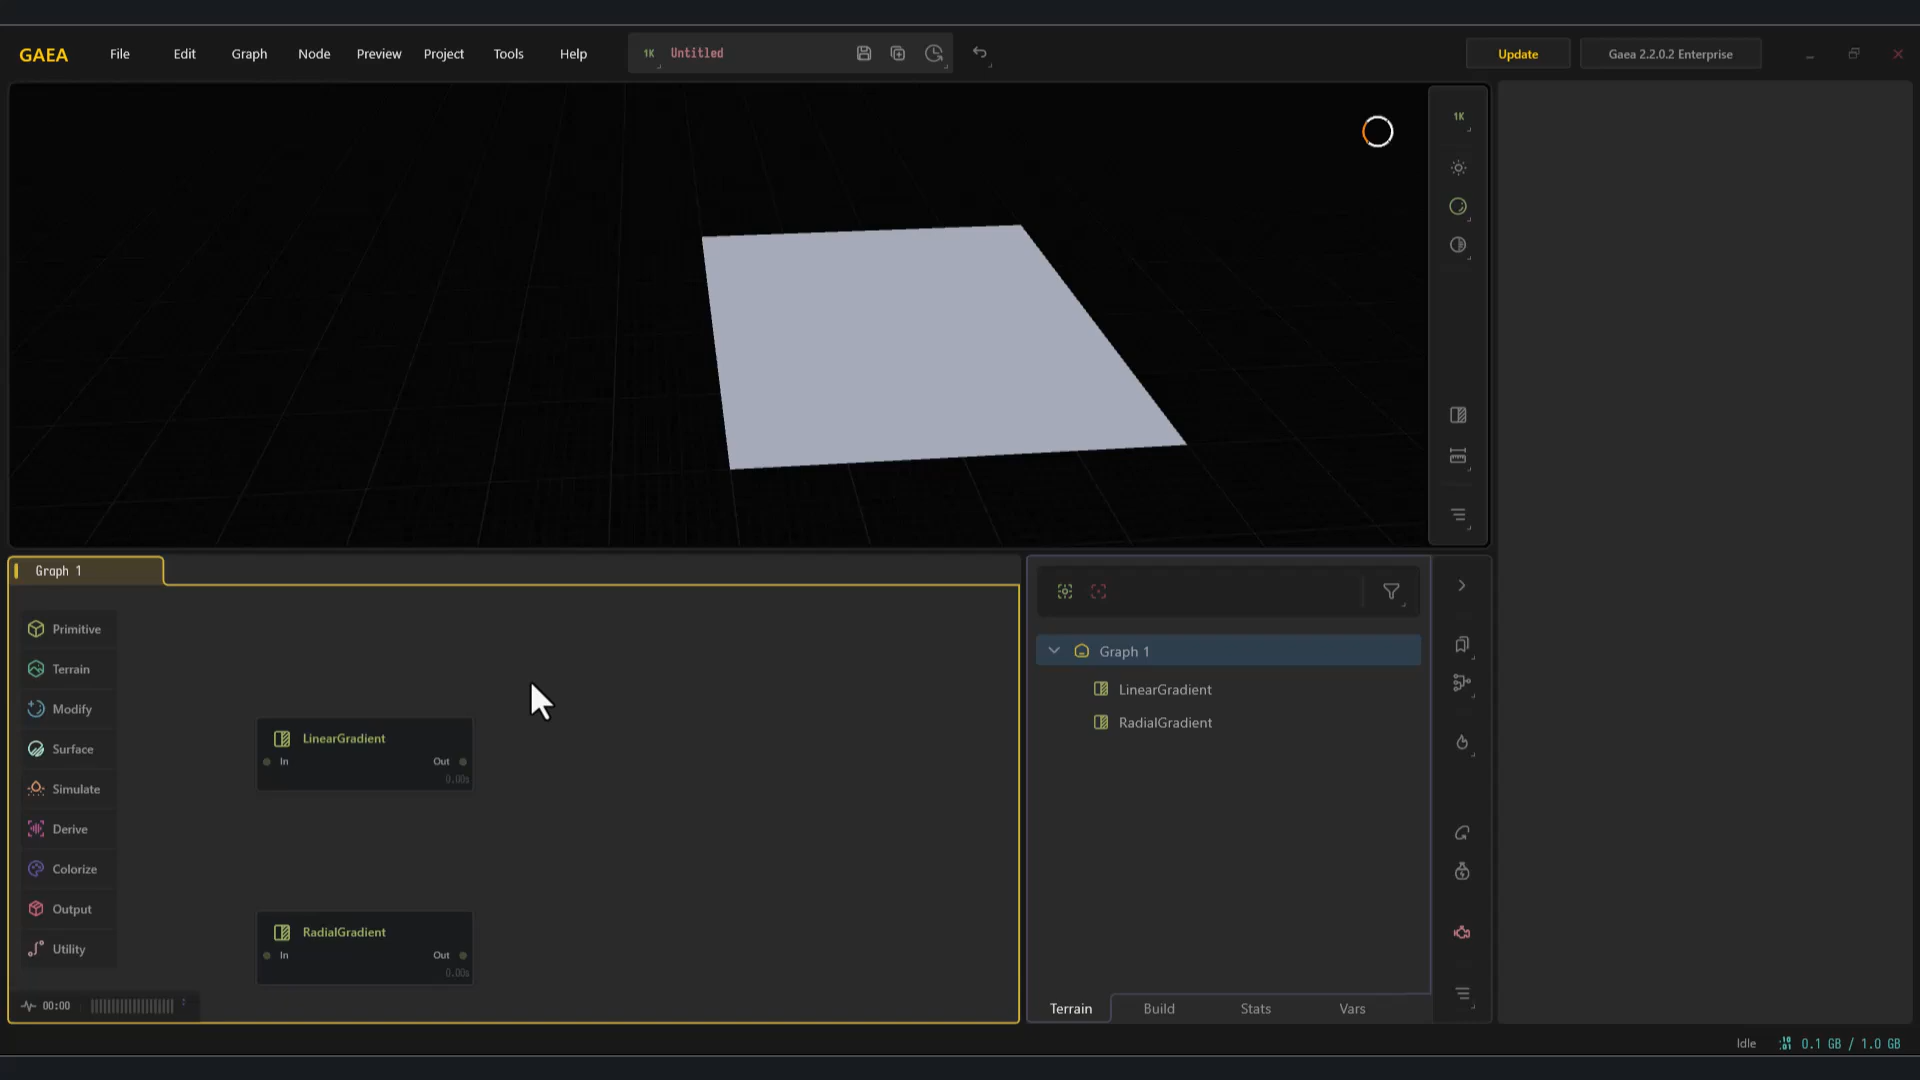 GAEA File Edit Graph Node Preview Project Tools Help 1K Untitled Update Gaea 2.2.0.2 Enterprise
1K
Graph 1
Primitive
Terrain
Modify
Surface
Simulate
Derive
Colorize
Output
Utility
LinearGradient
In Out
0.00s
RadialGradient
In Out
0.00s
00:00
Graph 1
LinearGradient
RadialGradient
Terrain Build Stats Vars
Idle 0.1 GB / 1.0 GB